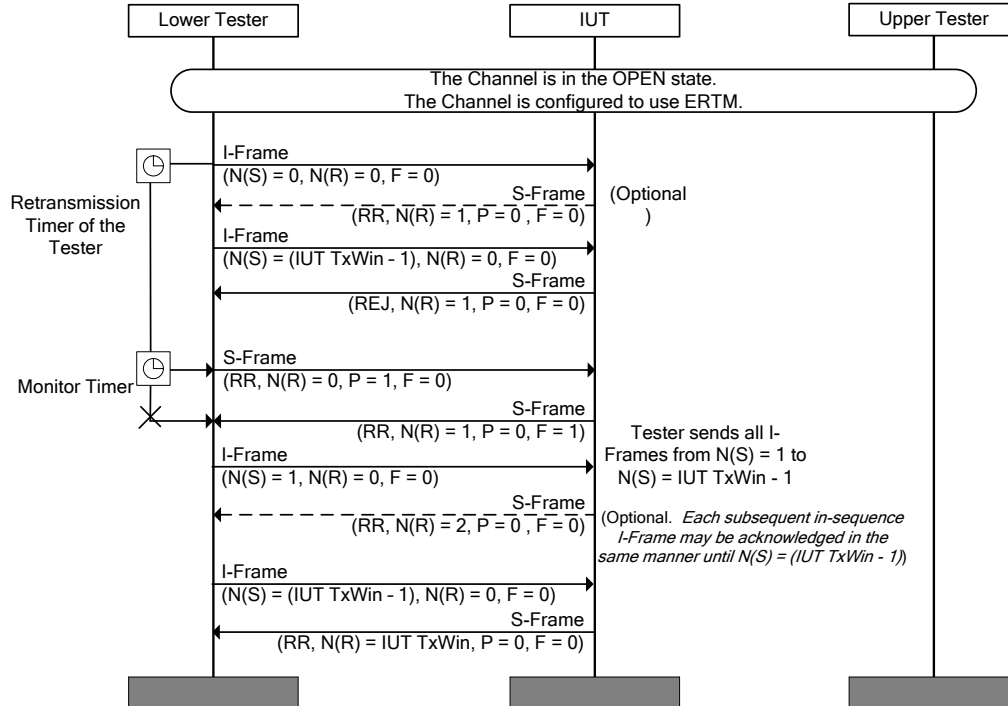 Lower Tester
IUT
Upper Tester
The Channel is in the OPEN state.
The Channel is configured to use ERTM.
I-Frame
(N(S) = 0, N(R) = 0, F = 0)
Retransmission
Timer of the
Tester
S-Frame
(RR, N(R) = 1, P = 0 , F = 0)
(Optional
)
I-Frame
(N(S) = (IUT TxWin - 1), N(R) = 0, F = 0)
S-Frame
(REJ, N(R) = 1, P = 0, F = 0)
S-Frame
(RR, N(R) = 0, P = 1, F = 0)
Monitor Timer
S-Frame
(RR, N(R) = 1, P = 0, F = 1)
Tester sends all I-
Frames from N(S) = 1 to
N(S) = IUT TxWin - 1
I-Frame
(N(S) = 1, N(R) = 0, F = 0)
S-Frame
(RR, N(R) = 2, P = 0 , F = 0)
(Optional. Each subsequent in-sequence
I-Frame may be acknowledged in the
same manner until N(S) = (IUT TxWin - 1))
I-Frame
(N(S) = (IUT TxWin - 1), N(R) = 0, F = 0)
S-Frame
(RR, N(R) = IUT TxWin, P = 0, F = 0)